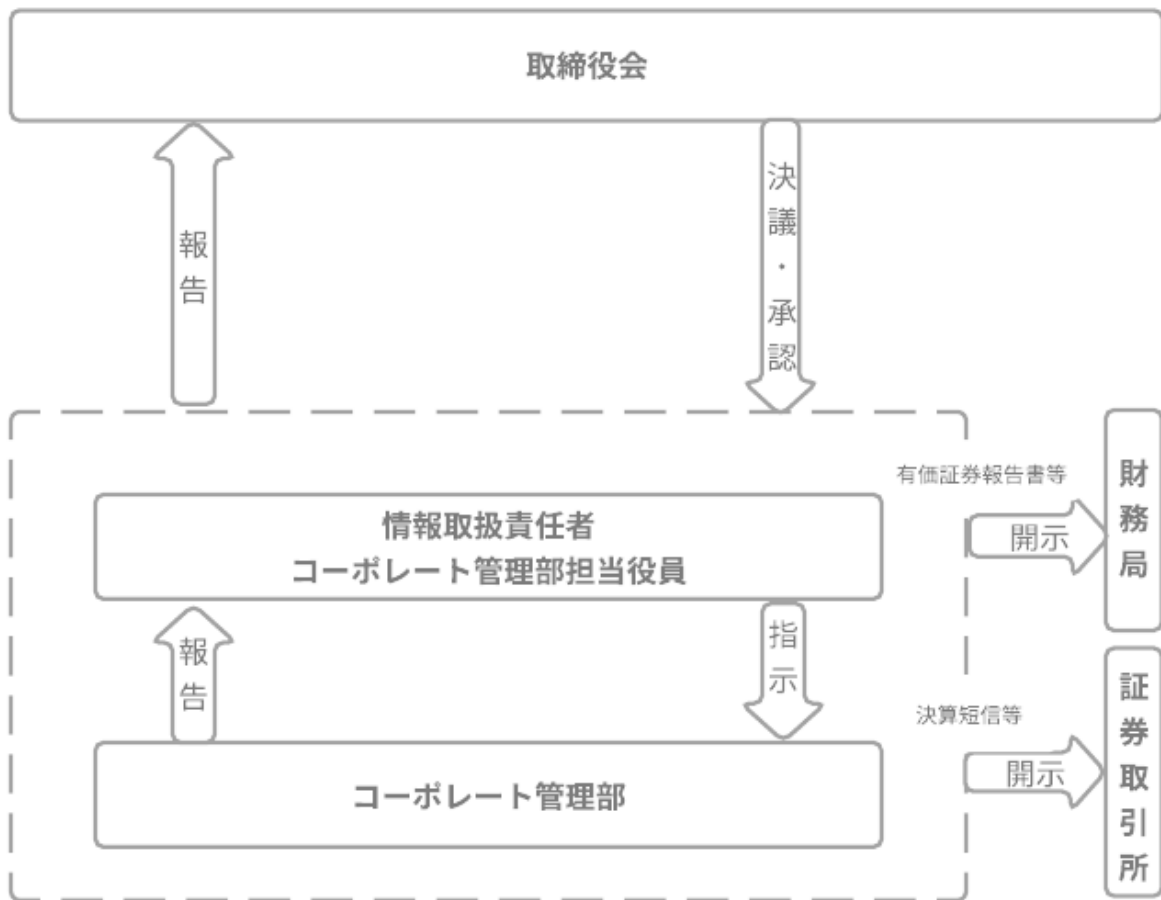 取締役会
報告
決議・承認
有価証券報告書等
開示
財務局
情報取扱責任者
コーポレート管理部担当役員
報告
指示
決算短信等
開示
証券取引所
コーポレート管理部